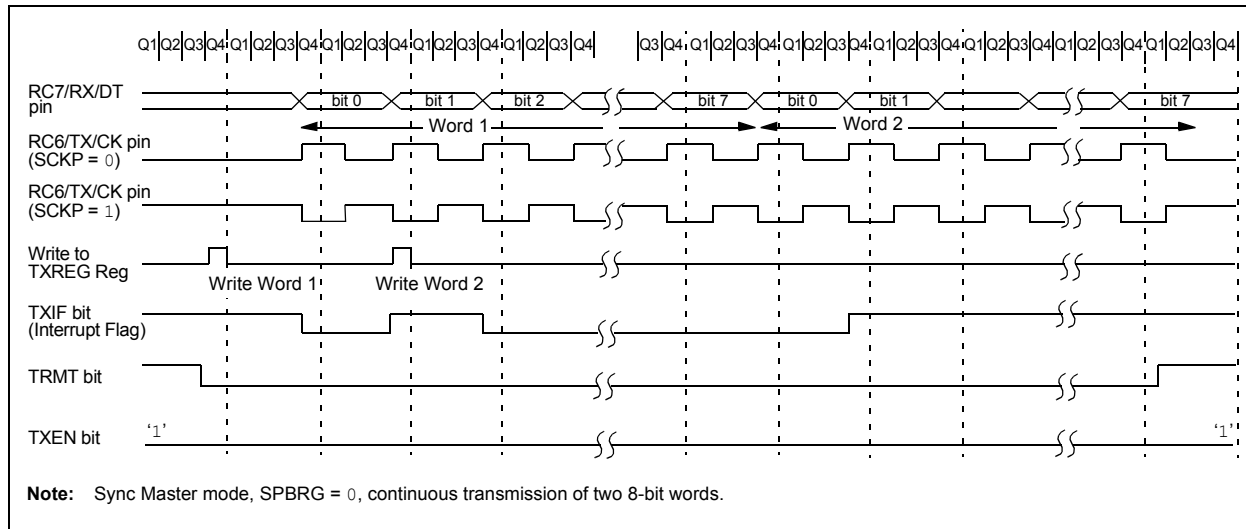 Q1 Q2 Q3 Q4 Q1 Q2 Q3 Q4 Q1 Q2 Q3 Q4 Q1 Q2 Q3 Q4 Q1 Q2 Q3 Q4 Q3 Q4 Q1 Q2 Q3 Q4 Q1 Q2 Q3 Q4 Q1 Q2 Q3 Q4 Q1 Q2 Q3 Q4 Q1 Q2 Q3 Q4 Q1 Q2 Q3 Q4
RC7/RX/DT
pin
bit 0 bit 1 bit 2 bit 7 bit 0 bit 1 bit 7
Word 1 Word 2
RC6/TX/CK pin
(SCKP = 0)
RC6/TX/CK pin
(SCKP = 1)
Write to
TXREG Reg
Write Word 1 Write Word 2
TXIF bit
(Interrupt Flag)
TRMT bit
TXEN bit
‘1’ ‘1’
Note: Sync Master mode, SPBRG = 0, continuous transmission of two 8-bit words.